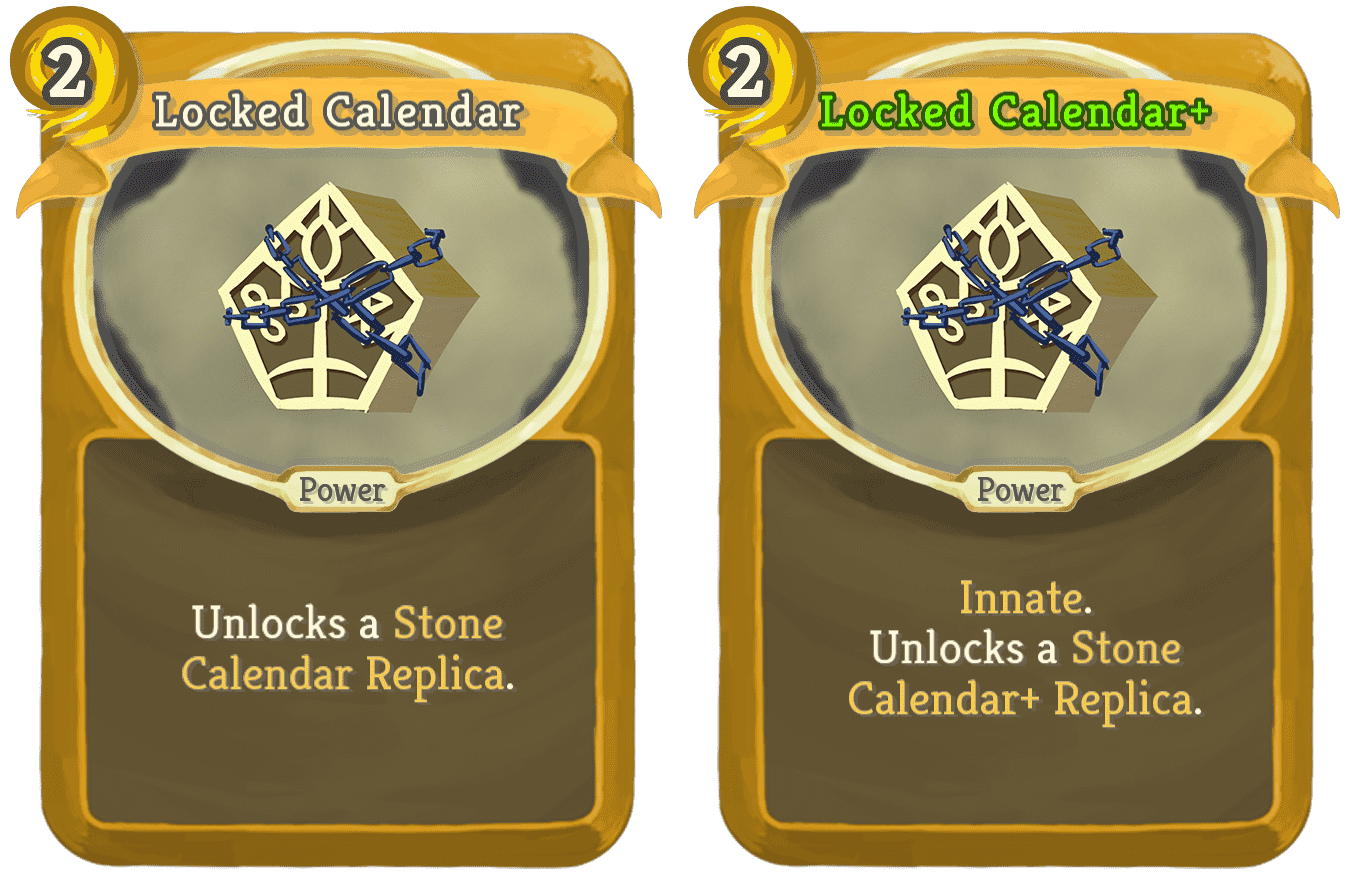 2
Locked Calendar
Power
Unlocks a Stone
Calendar Replica.
2
Locked Calendar+
Power
Innate.
Unlocks a Stone
Calendar+ Replica.